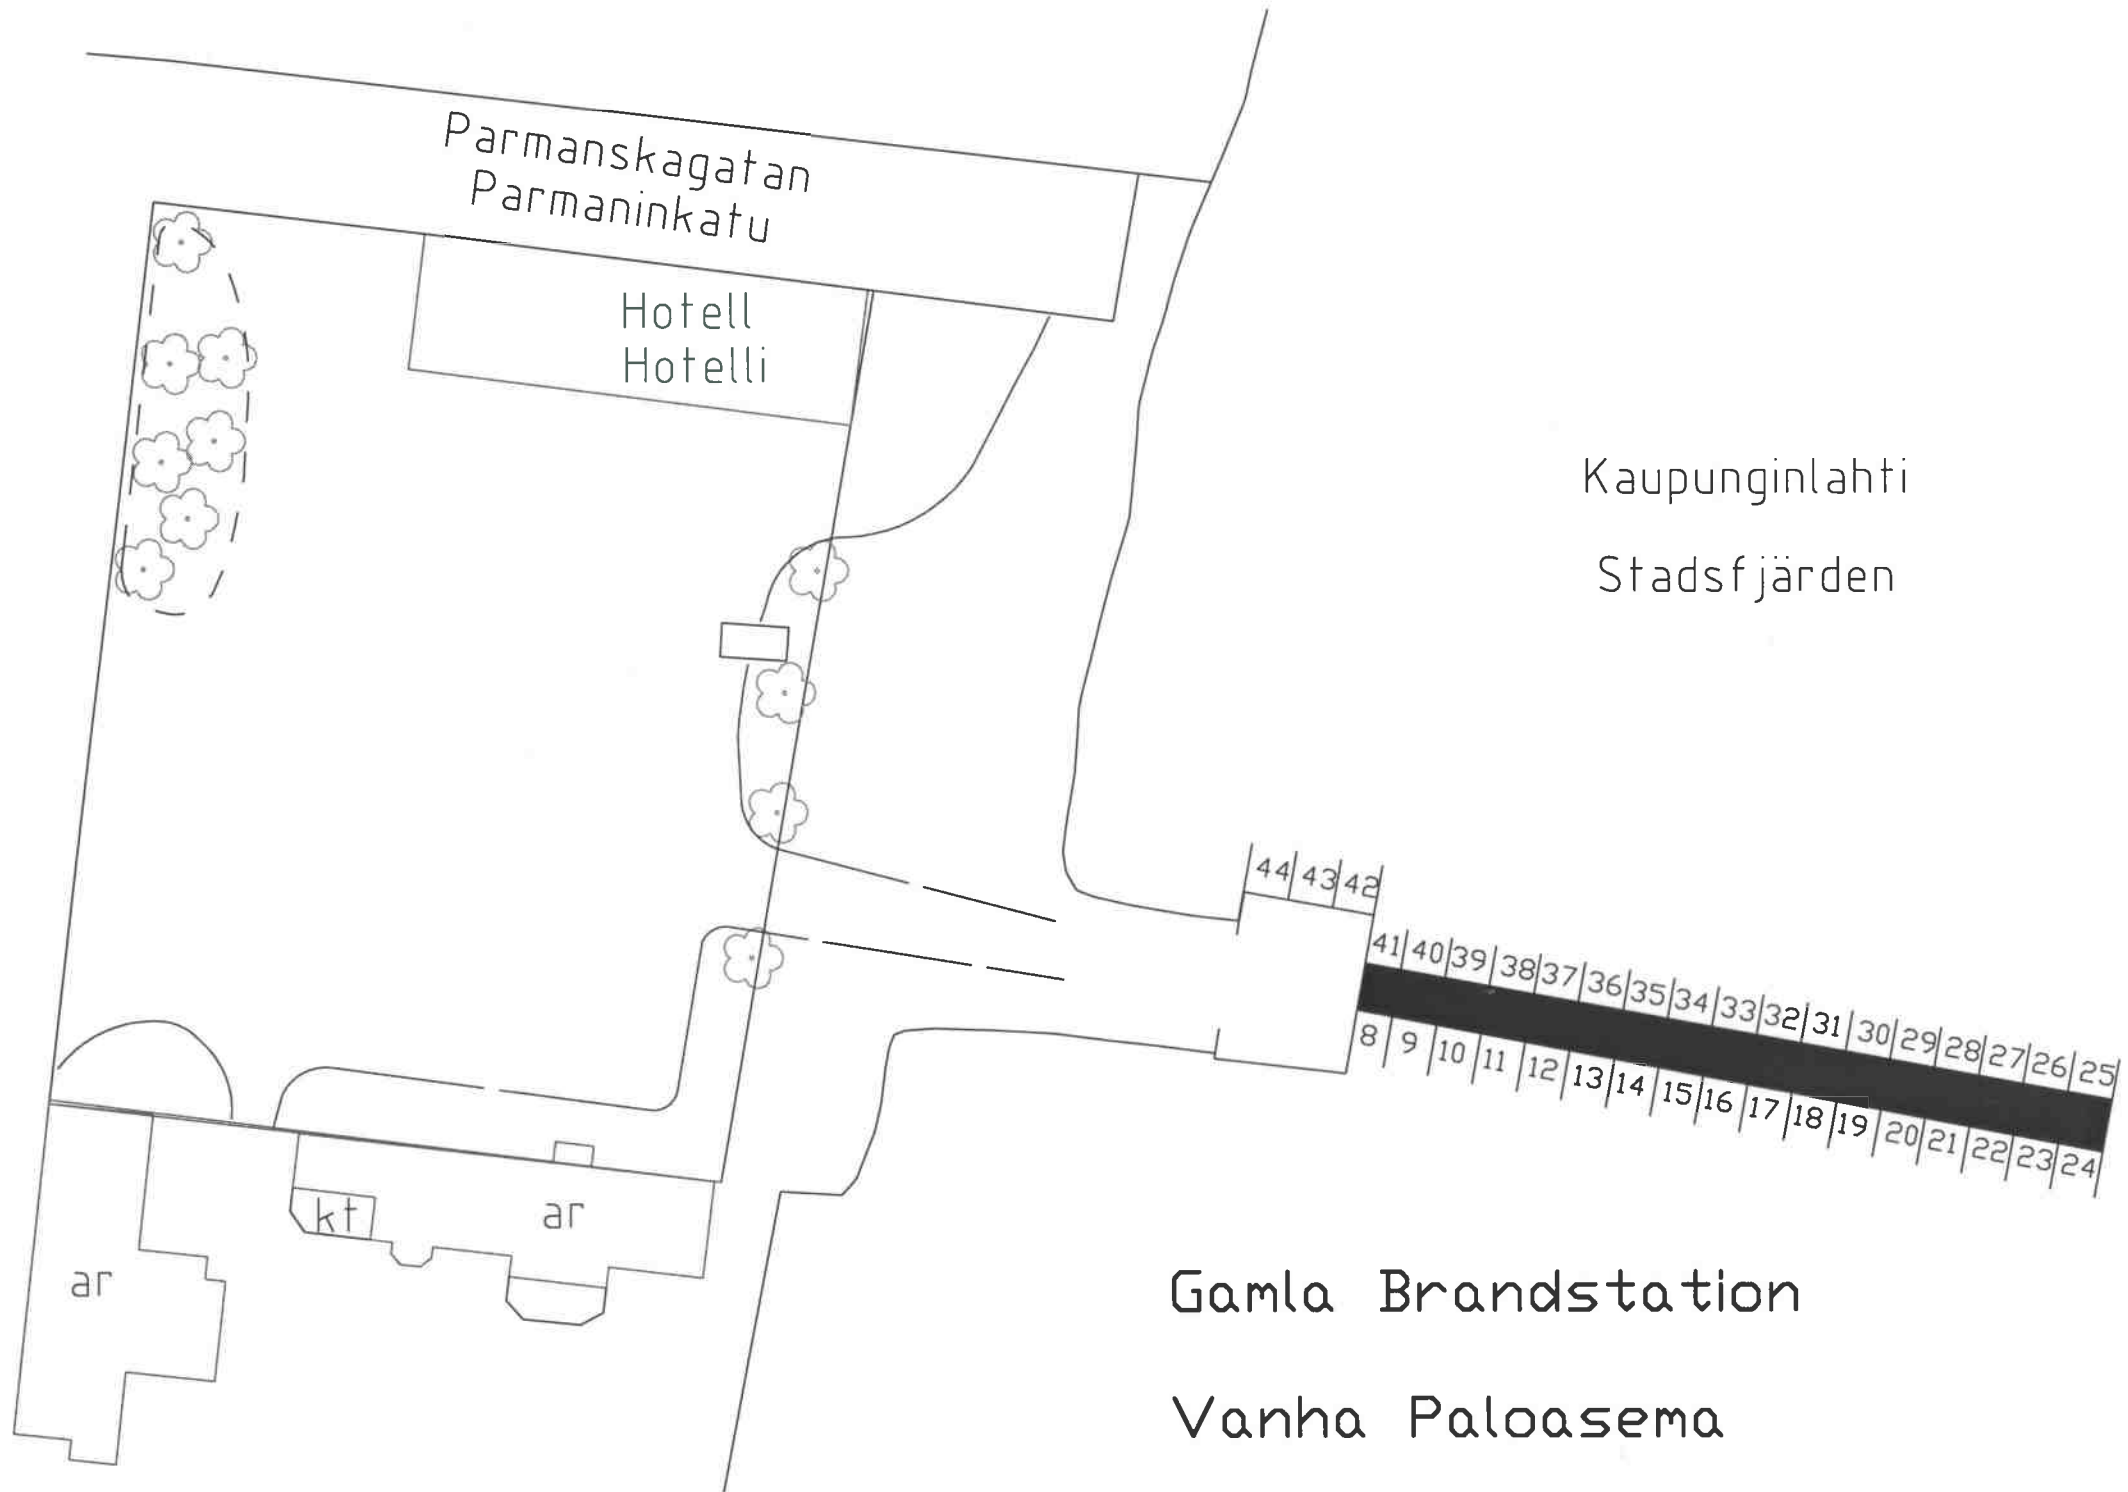 Parmanskagatan
Parmaninkatu
Hotell
Hotelli
Kaupunginlahti
Stadsfjärden
44 43 42
41 40 39 38 37 36 35 34 33 32 31 30 29 28 27 26 25
8 9 10 11 12 13 14 15 16 17 18 19 20 21 22 23 24
kt
ar
ar
Gamla Brandstation
Vanha Paloasema